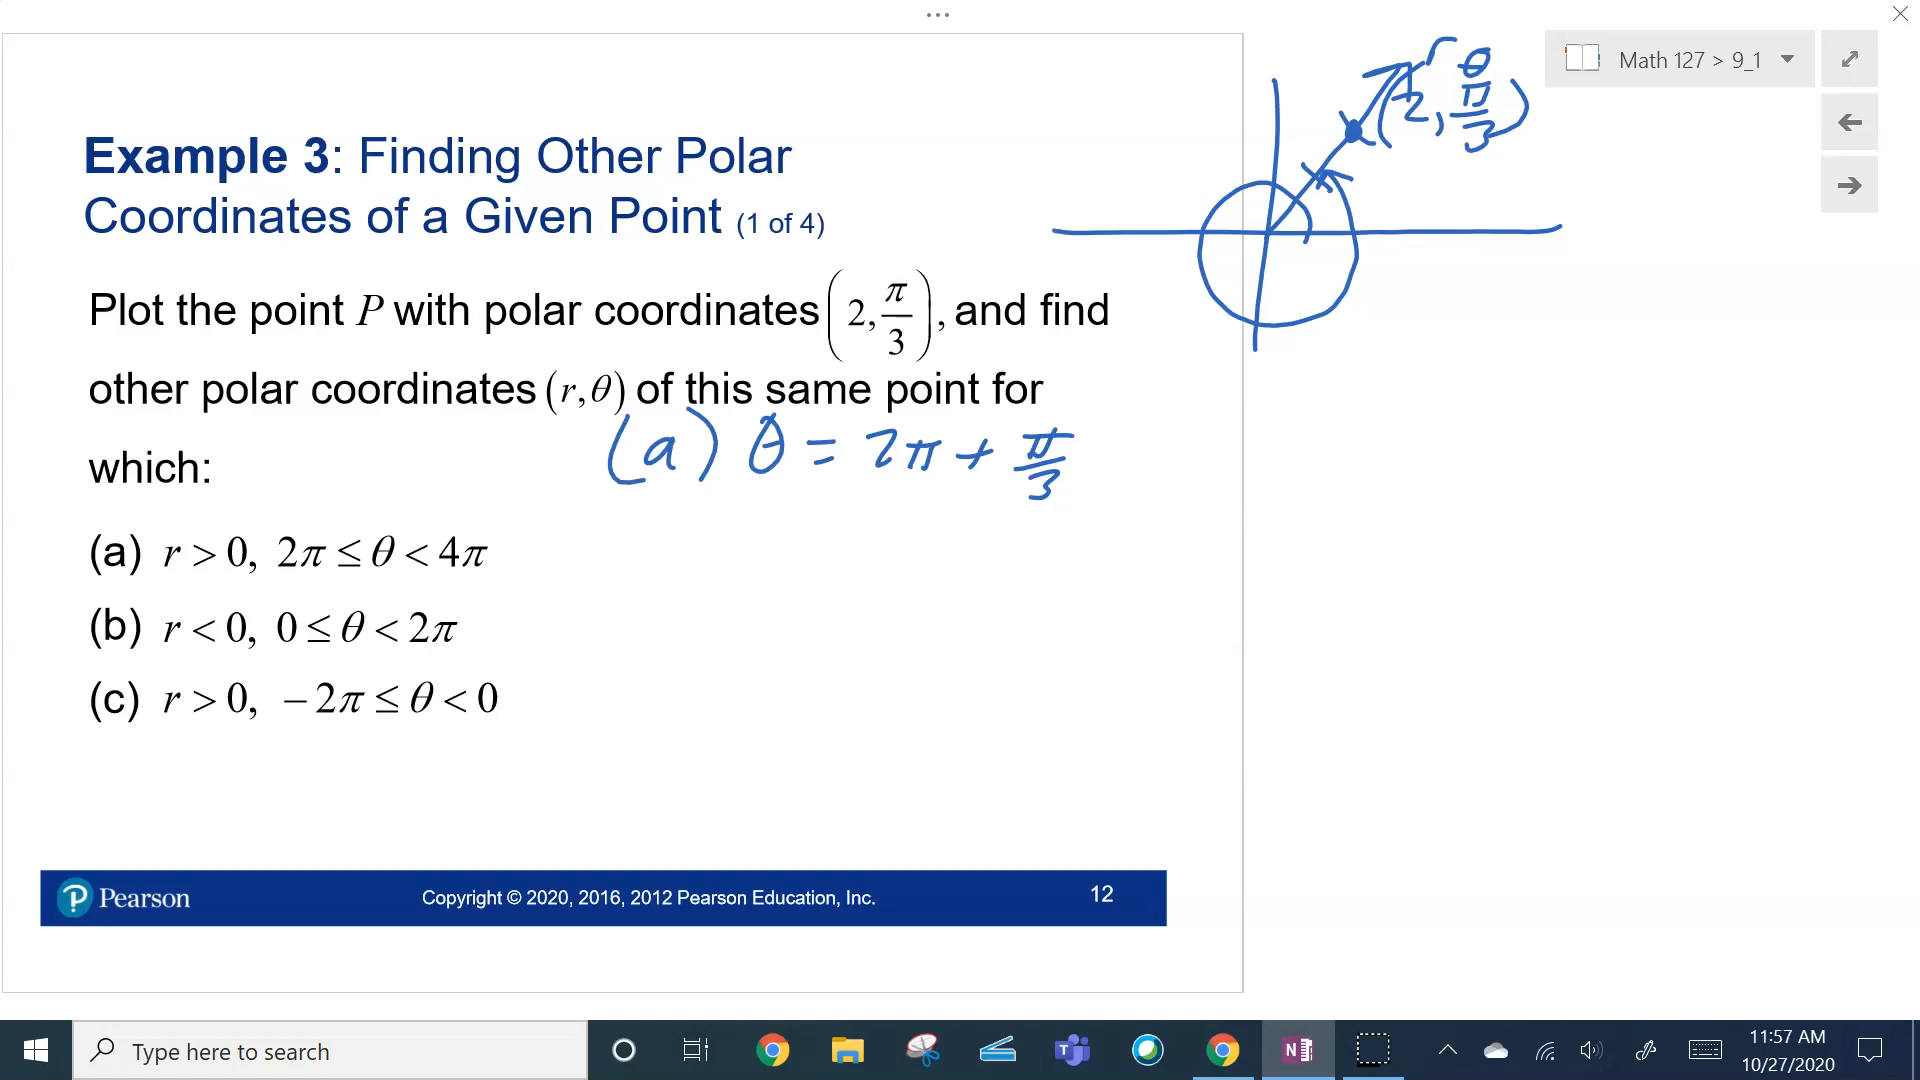 Math 127 > 9_1
r θ
(2, π/3)
Example 3: Finding Other Polar
Coordinates of a Given Point (1 of 4)
Plot the point P with polar coordinates (2, π/3), and find
other polar coordinates (r, θ) of this same point for
which:
(a) θ = 2π + π/3
(a) r > 0, 2π ≤ θ < 4π
(b) r < 0, 0 ≤ θ < 2π
(c) r > 0, −2π ≤ θ < 0
P Pearson
Copyright © 2020, 2016, 2012 Pearson Education, Inc.
12
Type here to search
11:57 AM
10/27/2020